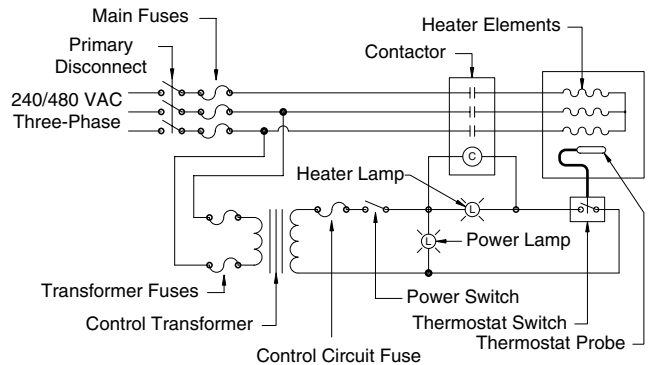 Main Fuses
Primary
Disconnect
Heater Elements
Contactor
240/480 VAC
Three-Phase
C
Heater Lamp
L
L
Power Lamp
Transformer Fuses
Power Switch
Control Transformer
Thermostat Switch
Thermostat Probe
Control Circuit Fuse